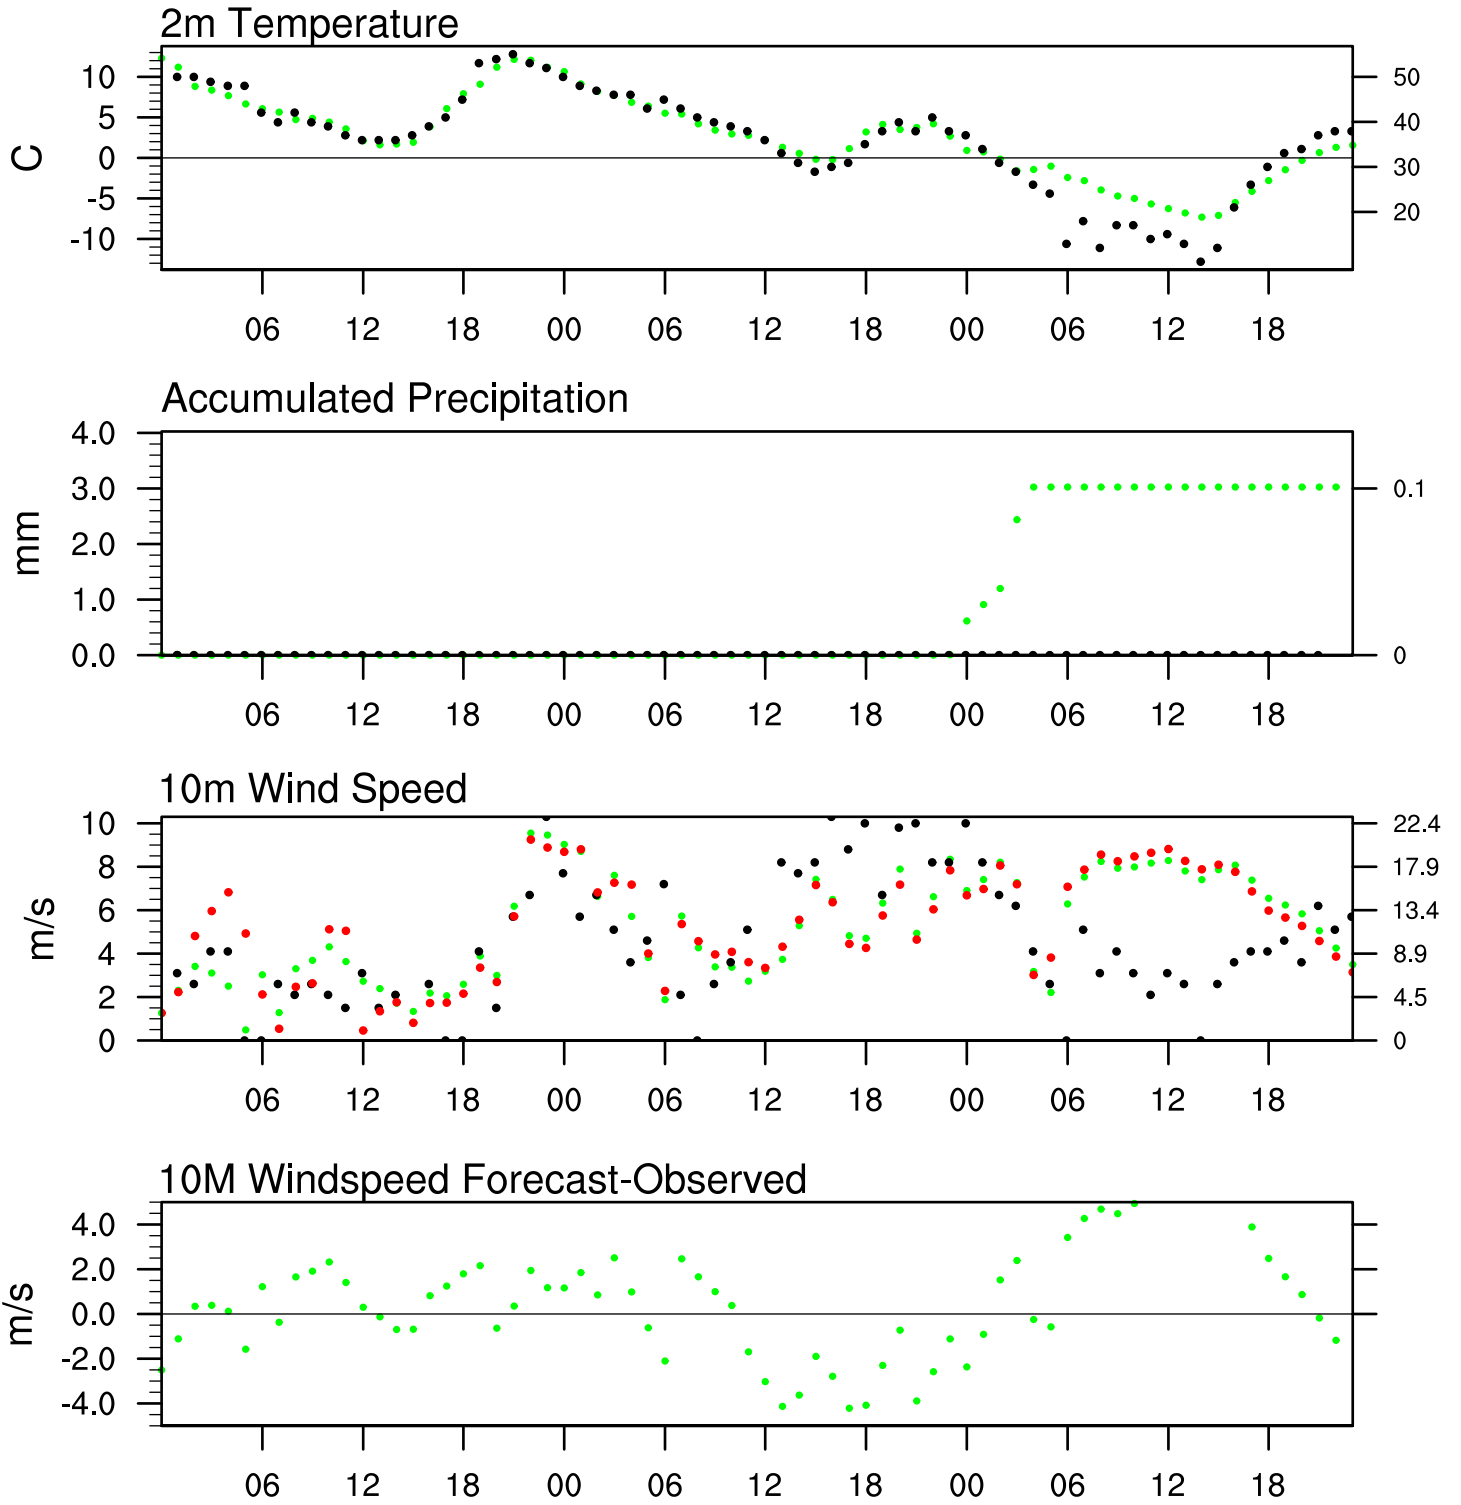 2m Temperature
10 50
5 40
0
C
30
-5
20
-10
06 12 18 00 06 12 18 00 06 12 18
Accumulated Precipitation
4.0
3.0 0.1
mm
2.0
1.0
0.0 0
06 12 18 00 06 12 18 00 06 12 18
10m Wind Speed
10 22.4
8 17.9
6 13.4
m/s
4 8.9
2 4.5
0 0
06 12 18 00 06 12 18 00 06 12 18
10M Windspeed Forecast-Observed
4.0
2.0
0.0
m/s
-2.0
-4.0
06 12 18 00 06 12 18 00 06 12 18